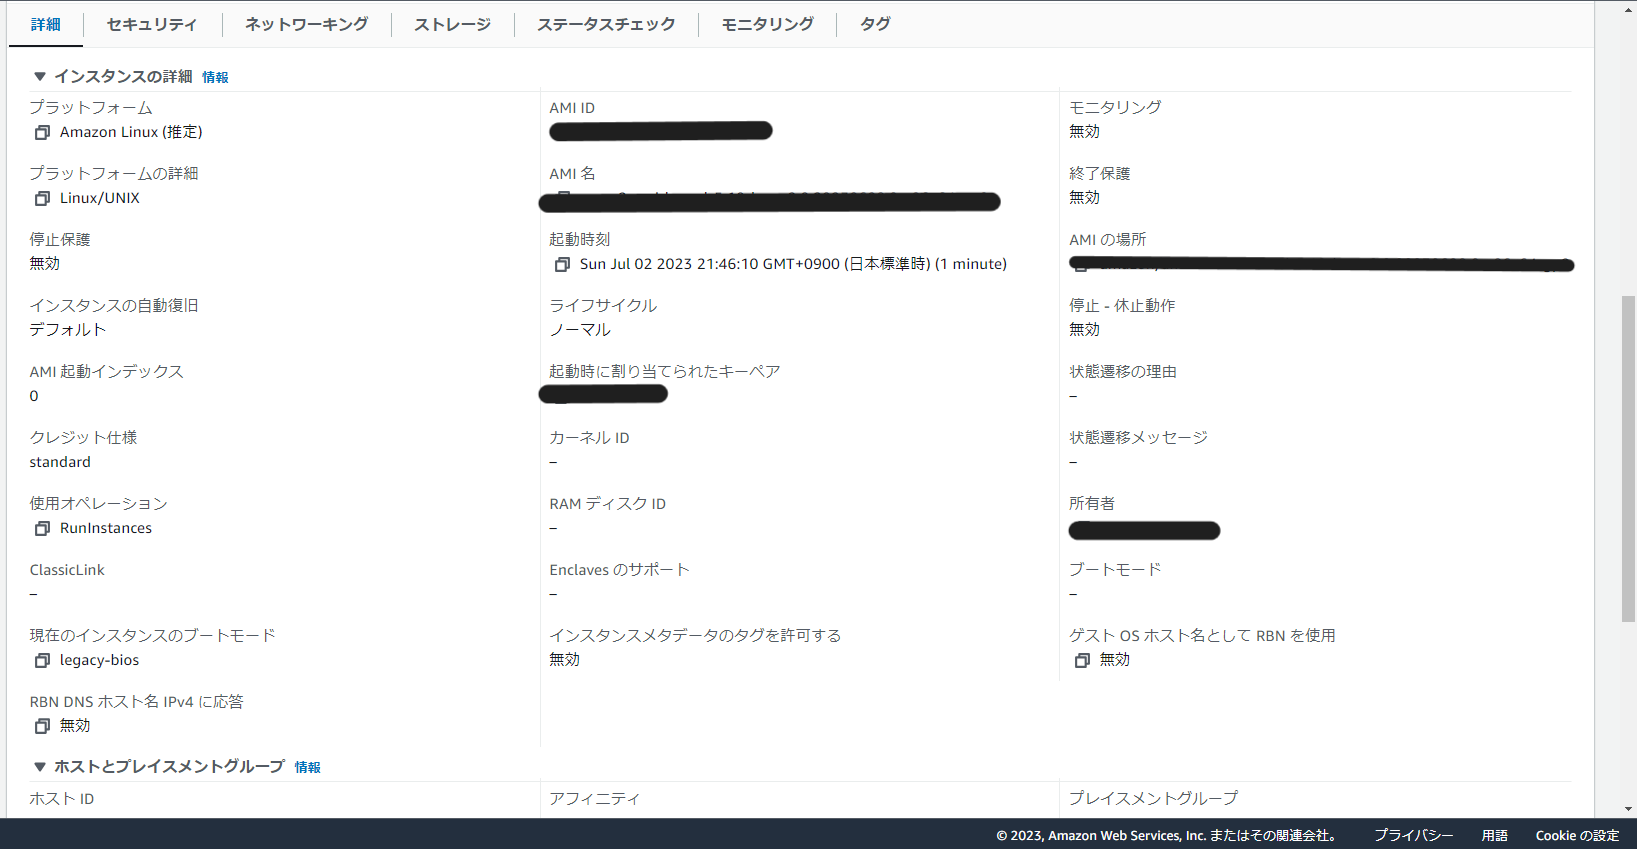 詳細 セキュリティ ネットワーキング ストレージ ステータスチェック モニタリング タグ
▼ インスタンスの詳細 情報
プラットフォーム
Amazon Linux (推定)
AMI ID
モニタリング
無効
プラットフォームの詳細
Linux/UNIX
AMI 名
終了保護
無効
停止保護
無効
起動時刻
Sun Jul 02 2023 21:46:10 GMT+0900 (日本標準時) (1 minute)
AMI の場所
インスタンスの自動復旧
デフォルト
ライフサイクル
ノーマル
停止 - 休止動作
無効
AMI 起動インデックス
0
起動時に割り当てられたキーペア
状態遷移の理由
–
クレジット仕様
standard
カーネル ID
–
状態遷移メッセージ
–
使用オペレーション
RunInstances
RAM ディスク ID
–
所有者
ClassicLink
–
Enclaves のサポート
–
ブートモード
–
現在のインスタンスのブートモード
legacy-bios
インスタンスメタデータのタグを許可する
無効
ゲスト OS ホスト名として RBN を使用
無効
RBN DNS ホスト名 IPv4 に応答
無効
▼ ホストとプレイスメントグループ 情報
ホスト ID
アフィニティ
プレイスメントグループ
© 2023, Amazon Web Services, Inc. またはその関連会社。 プライバシー 用語 Cookie の設定